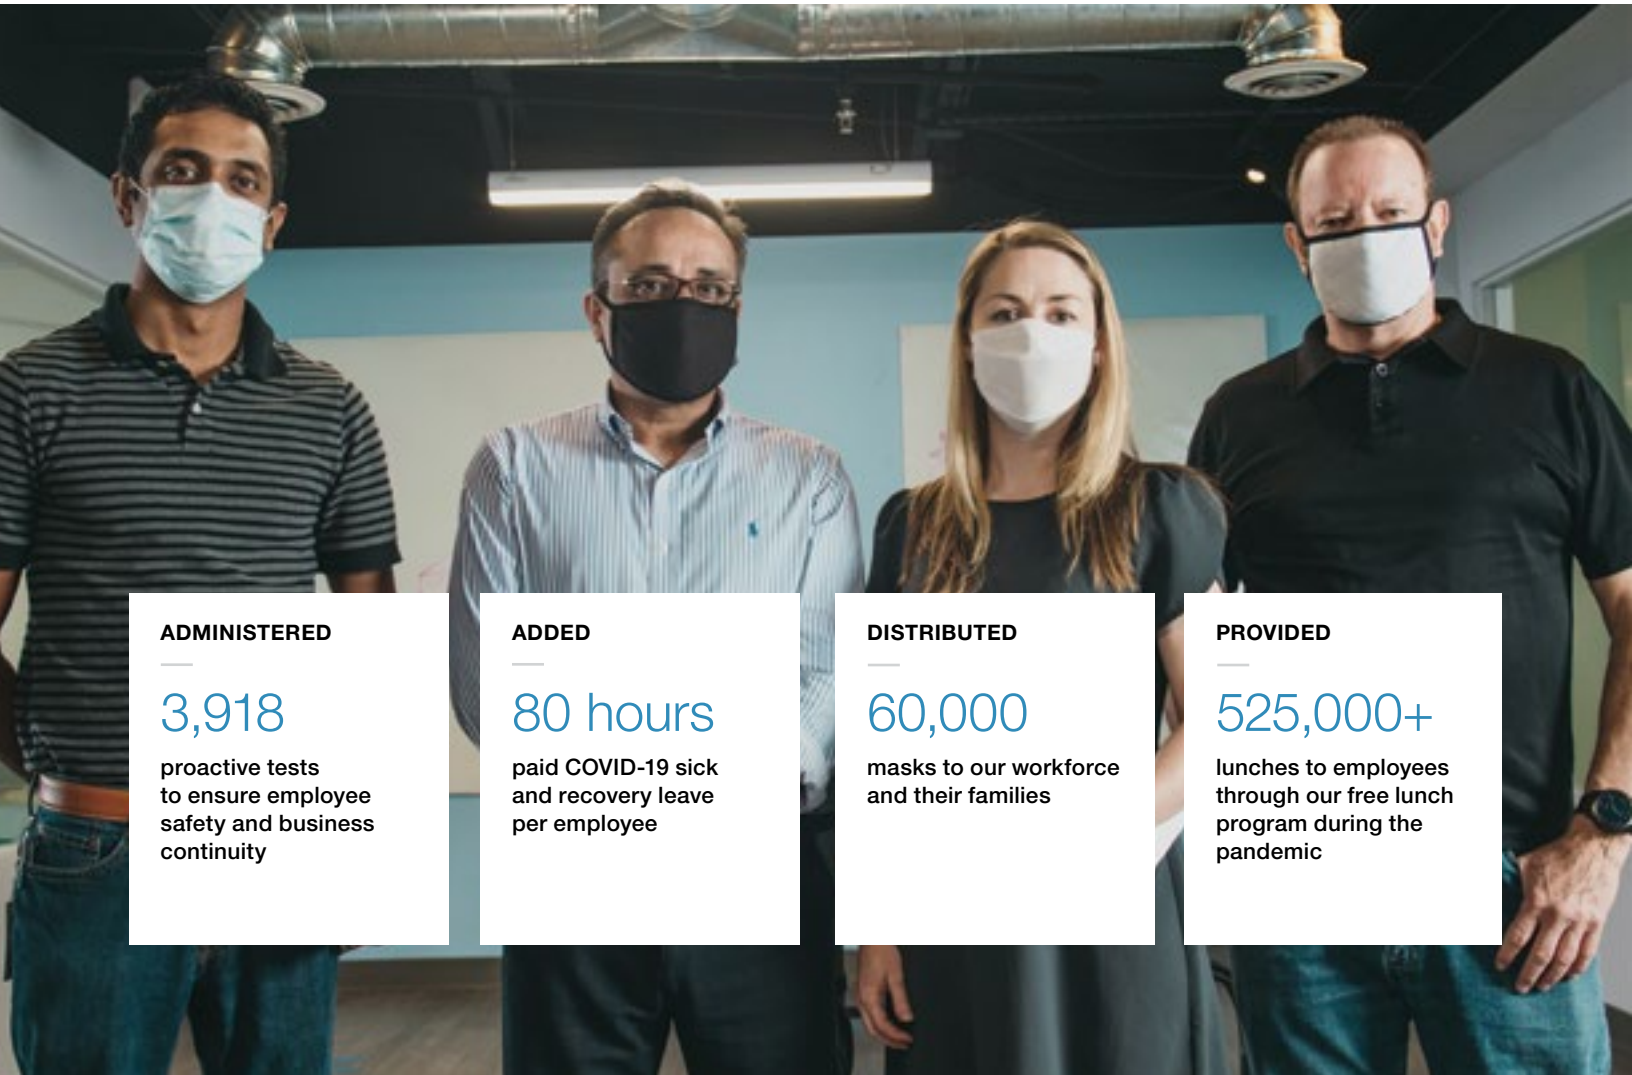 ADMINISTERED
3,918
proactive tests
to ensure employee
safety and business
continuity
ADDED
80 hours
paid COVID-19 sick
and recovery leave
per employee
DISTRIBUTED
60,000
masks to our workforce
and their families
PROVIDED
525,000+
lunches to employees
through our free lunch
program during the
pandemic